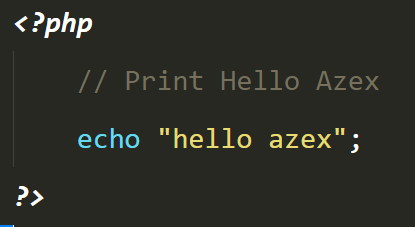 <?php
// Print Hello Azex
echo "hello azex";
?>